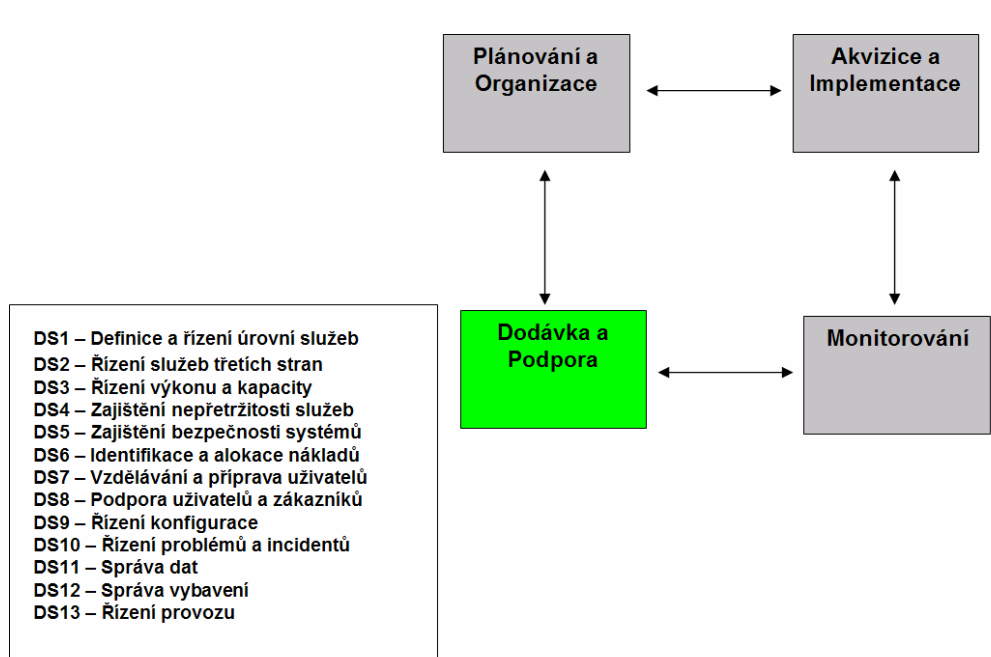 Plánování a
Organizace
Akvizice a
Implementace
Dodávka a
Podpora
Monitorování
DS1 – Definice a řízení úrovní služeb
DS2 – Řízení služeb třetích stran
DS3 – Řízení výkonu a kapacity
DS4 – Zajištění nepřetržitosti služeb
DS5 – Zajištění bezpečnosti systémů
DS6 – Identifikace a alokace nákladů
DS7 – Vzdělávání a příprava uživatelů
DS8 – Podpora uživatelů a zákazníků
DS9 – Řízení konfigurace
DS10 – Řízení problémů a incidentů
DS11 – Správa dat
DS12 – Správa vybavení
DS13 – Řízení provozu